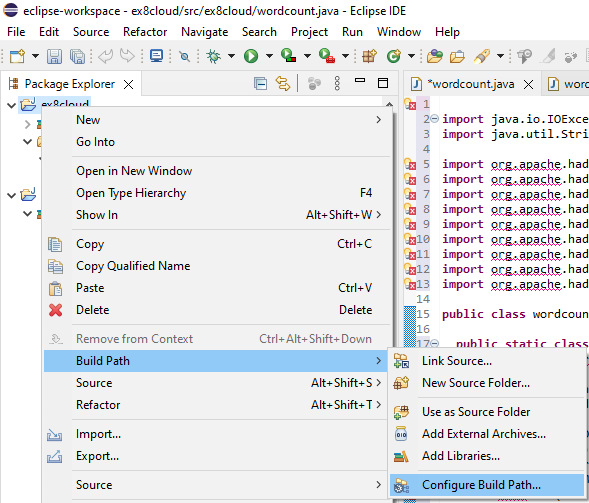 eclipse-workspace - ex8cloud/src/ex8cloud/wordcount.java - Eclipse IDE
File Edit Source Refactor Navigate Search Project Run Window Help
Package Explorer
*wordcount.java
wor
ex8cloud
New
Go Into
Open in New Window
Open Type Hierarchy F4
Show In Alt+Shift+W
Copy Ctrl+C
Copy Qualified Name
Paste Ctrl+V
Delete Delete
Remove from Context Ctrl+Alt+Shift+Down
Build Path
Source Alt+Shift+S
Refactor Alt+Shift+T
Import...
Export...
Source
1
2 import java.io.IOExce
3 import java.util.Stri
4
5 import org.apache.had
6 import org.apache.had
7 import org.apache.had
8 import org.apache.had
9 import org.apache.had
10 import org.apache.had
11 import org.apache.had
12 import org.apache.had
13 import org.apache.had
14
15 public class wordcoun
16
17 public static class
Link Source...
New Source Folder...
Use as Source Folder
Add External Archives...
Add Libraries...
Configure Build Path...